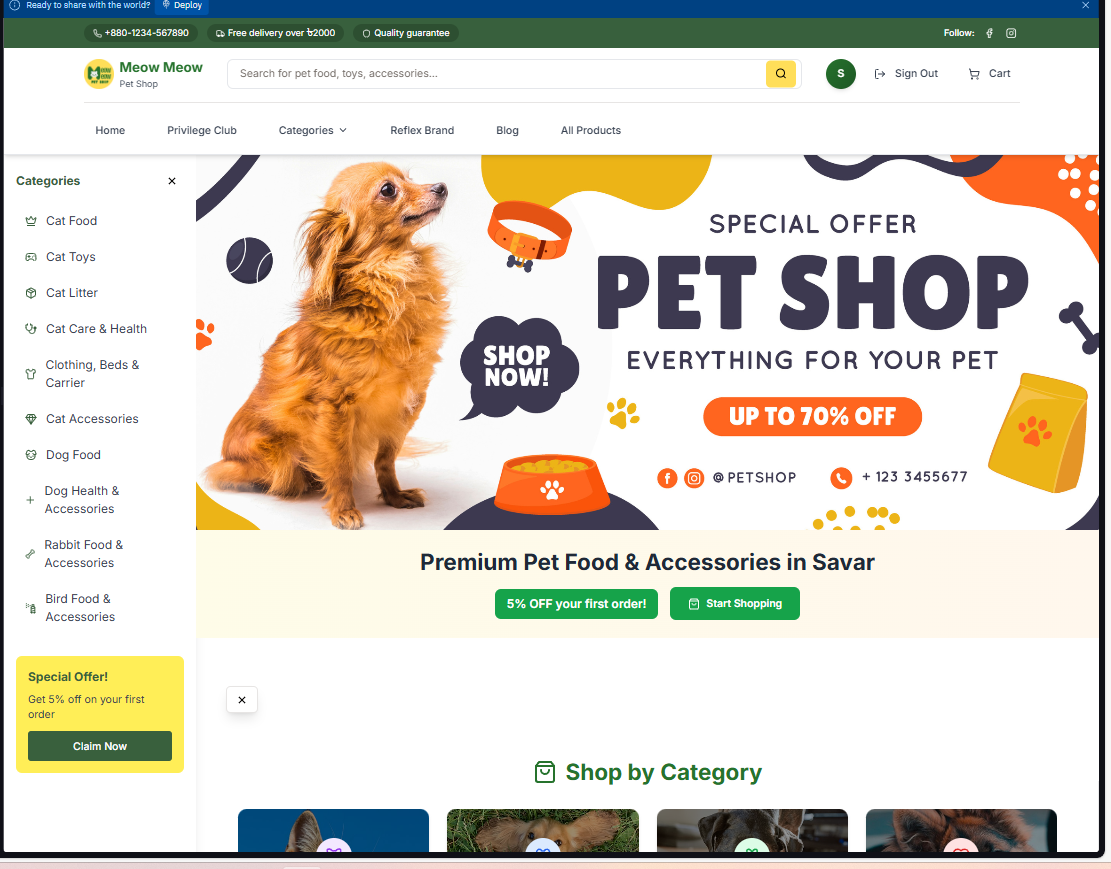 Ready to share with the world? Deploy
+880-1234-567890 Free delivery over ৳2000 Quality guarantee Follow:
Meow Meow
Pet Shop
Search for pet food, toys, accessories...
S Sign Out Cart
Home Privilege Club Categories Reflex Brand Blog All Products
Categories
Cat Food
Cat Toys
Cat Litter
Cat Care & Health
Clothing, Beds &
Carrier
Cat Accessories
Dog Food
Dog Health &
Accessories
Rabbit Food &
Accessories
Bird Food &
Accessories
Special Offer!
Get 5% off on your first
order
Claim Now
SPECIAL OFFER
PET SHOP
EVERYTHING FOR YOUR PET
SHOP
NOW!
UP TO 70% OFF
@PETSHOP + 123 3455677
Premium Pet Food & Accessories in Savar
5% OFF your first order! Start Shopping
Shop by Category